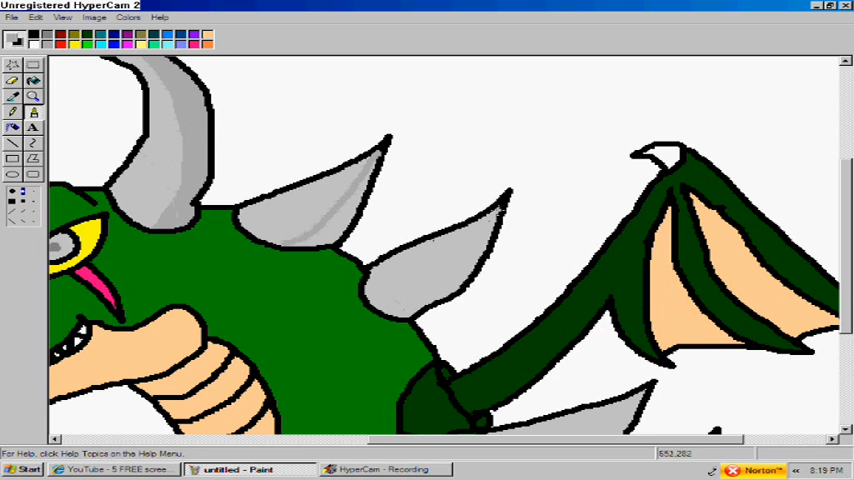 Unregistered HyperCam 2
File Edit View Image Colors Help
A
For Help, click Help Topics on the Help Menu.
652,282
Start YouTube - 5 FREE scree... untitled - Paint HyperCam - Recording Norton™ 8:19 PM